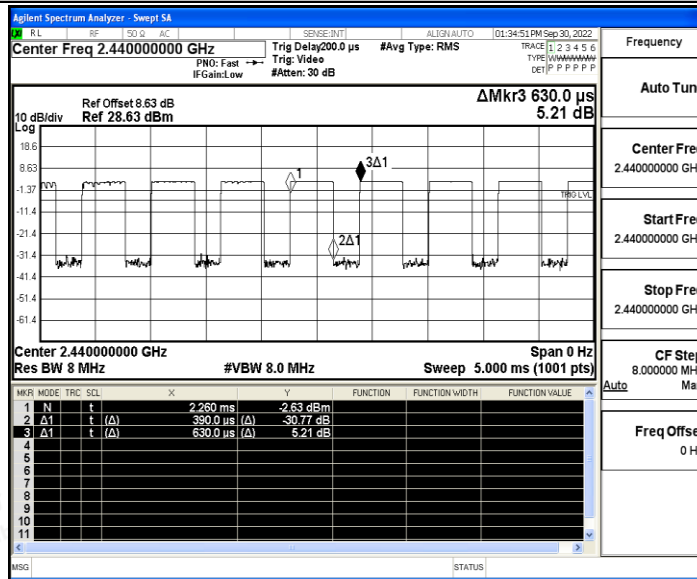 Agilent Spectrum Analyzer - Swept SA
RL RF 50 Ω AC SENSE:INT ALIGN AUTO 01:34:51 PM Sep 30, 2022
Center Freq 2.440000000 GHz Trig Delay200.0 µs #Avg Type: RMS TRACE 1 2 3 4 5 6
PNO: Fast Trig: Video TYPE
IFGain:Low #Atten: 30 dB DET P P P P P P
Frequency
Auto Tun
Ref Offset 8.63 dB ΔMkr3 630.0 µs
10 dB/div Ref 28.63 dBm 5.21 dB
Log
18.6
8.63
-1.37
-11.4
-21.4
-31.4
-41.4
-51.4
-61.4
1
3Δ1
2Δ1
TRIG LVL
Center Fre
2.440000000 GH
Start Fre
2.440000000 GH
Stop Fre
2.440000000 GH
Center 2.440000000 GHz Span 0 Hz
Res BW 8 MHz #VBW 8.0 MHz Sweep 5.000 ms (1001 pts)
CF Step
8.000000 MH
Auto Ma
Freq Offse
0 H
MKR MODE TRC SCL X Y FUNCTION FUNCTION WIDTH FUNCTION VALUE
1 N t 2.260 ms -2.63 dBm
2 Δ1 t (Δ) 390.0 µs (Δ) -30.77 dB
3 Δ1 t (Δ) 630.0 µs (Δ) 5.21 dB
4
5
6
7
8
9
10
11
MSG STATUS